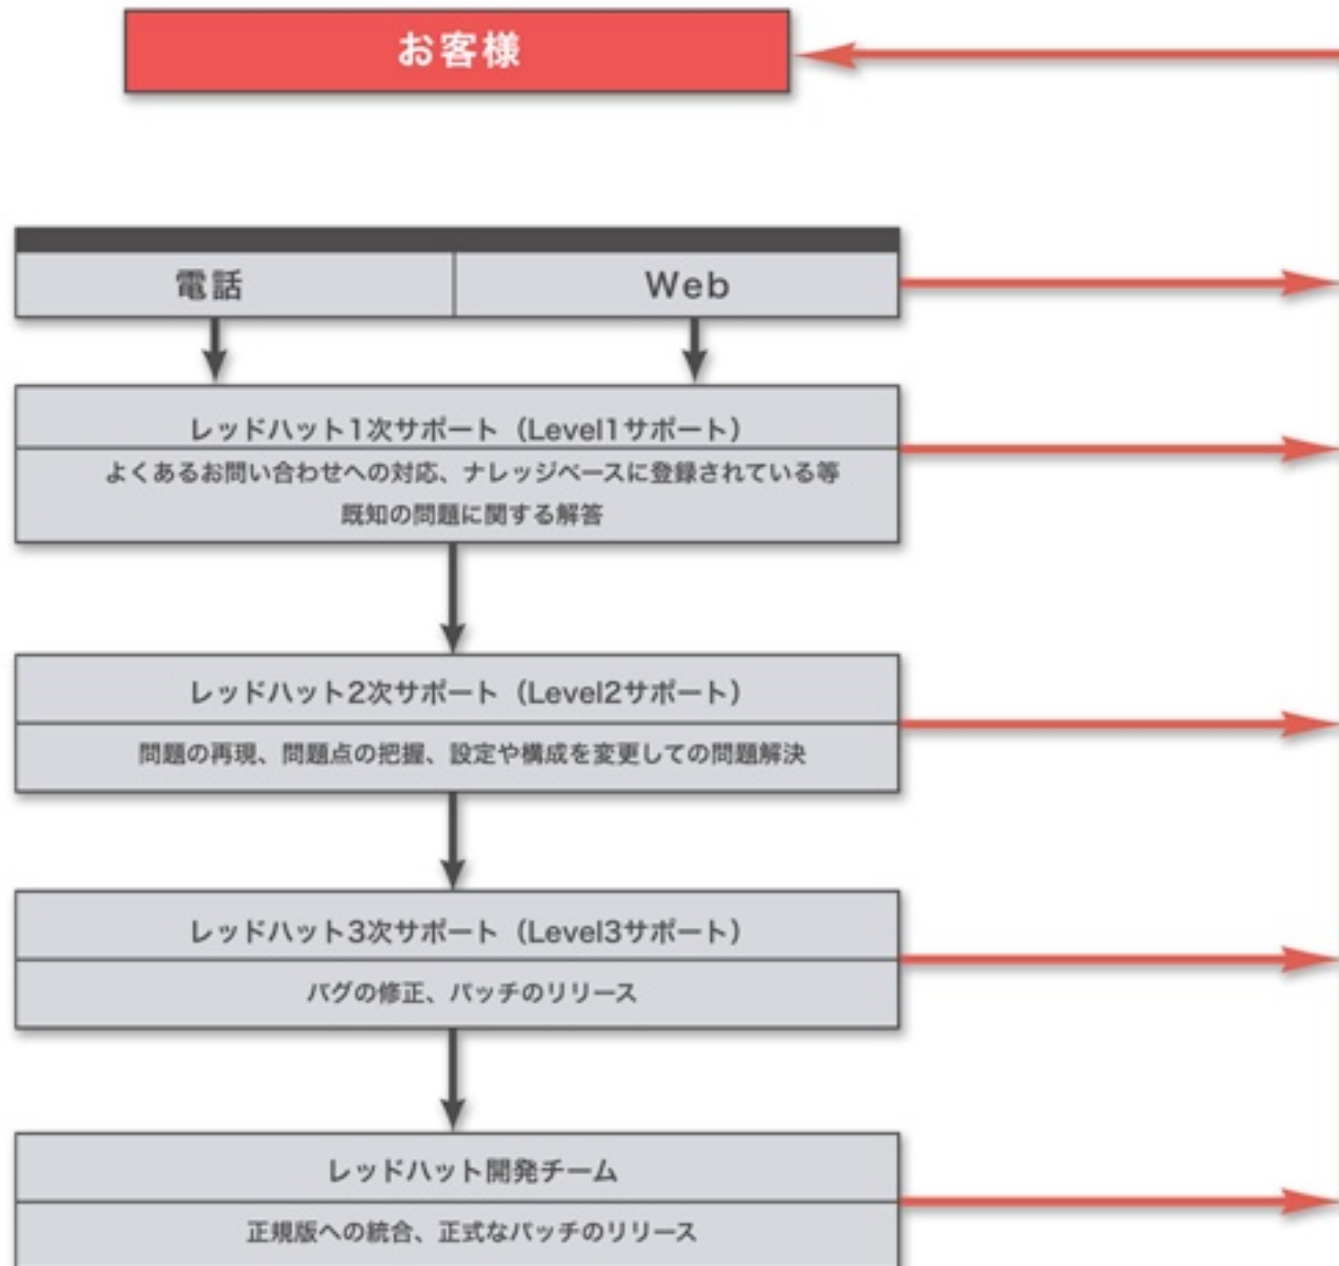 お客様
電話
Web
レッドハット1次サポート（Level1サポート）
よくあるお問い合わせへの対応、ナレッジベースに登録されている等
既知の問題に関する解答
レッドハット2次サポート（Level2サポート）
問題の再現、問題点の把握、設定や構成を変更しての問題解決
レッドハット3次サポート（Level3サポート）
バグの修正、パッチのリリース
レッドハット開発チーム
正規版への統合、正式なパッチのリリース